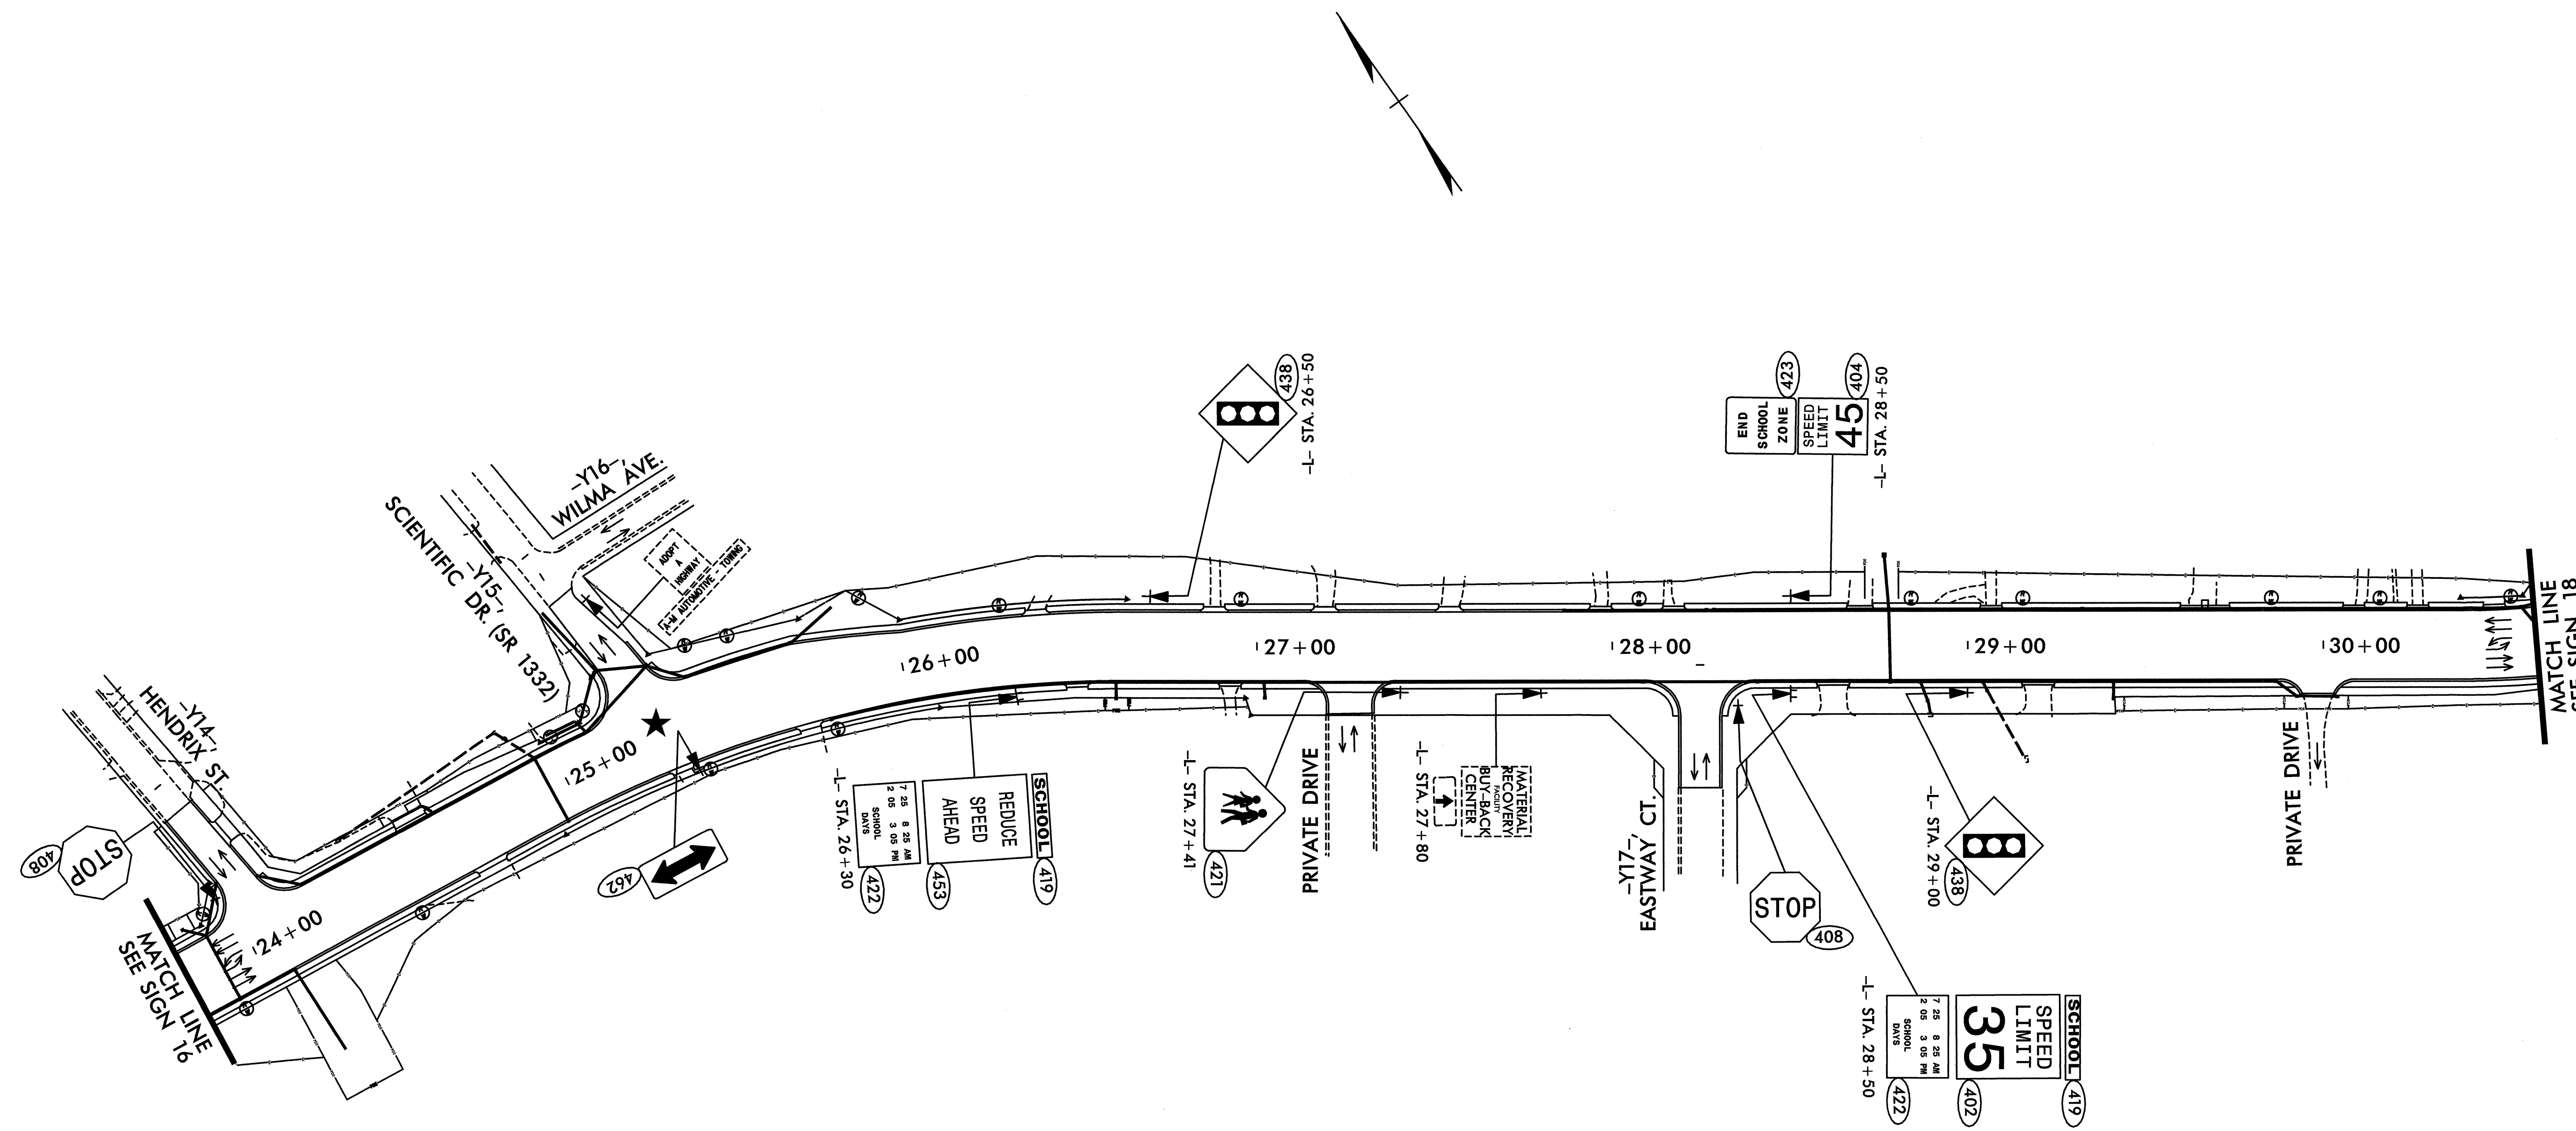 438
-L- STA. 26+50
423
END
SCHOOL
ZONE
404
SPEED
LIMIT
45
-L- STA. 28+50
-Y16-,
WILMA AVE.
SCIENTIFIC DR. (SR 1332)
-Y15-,
ADOPT
A
HIGHWAY
A-M AUTOMOTIVE - TOWING
-Y14-,
HENDRIX ST.
STOP
408
24+00
25+00
26+00
27+00
28+00
29+00
30+00
MATCH LINE
SEE SIGN 16
MATCH LINE
SEE SIGN 18
462
-L- STA. 26+30
SCHOOL
419
REDUCE
SPEED
AHEAD
453
7 25 8 25 AM
2 05 3 05 PM
SCHOOL
DAYS
422
-L- STA. 27+41
421
PRIVATE DRIVE
-L- STA. 27+80
MATERIAL
RECOVERY
FACILITY
BUY-BACK
CENTER
-Y17-,
EASTWAY CT.
STOP
408
-L- STA. 29+00
438
PRIVATE DRIVE
-L- STA. 28+50
SCHOOL
419
SPEED
LIMIT
35
402
7 25 8 25 AM
2 05 3 05 PM
SCHOOL
DAYS
422